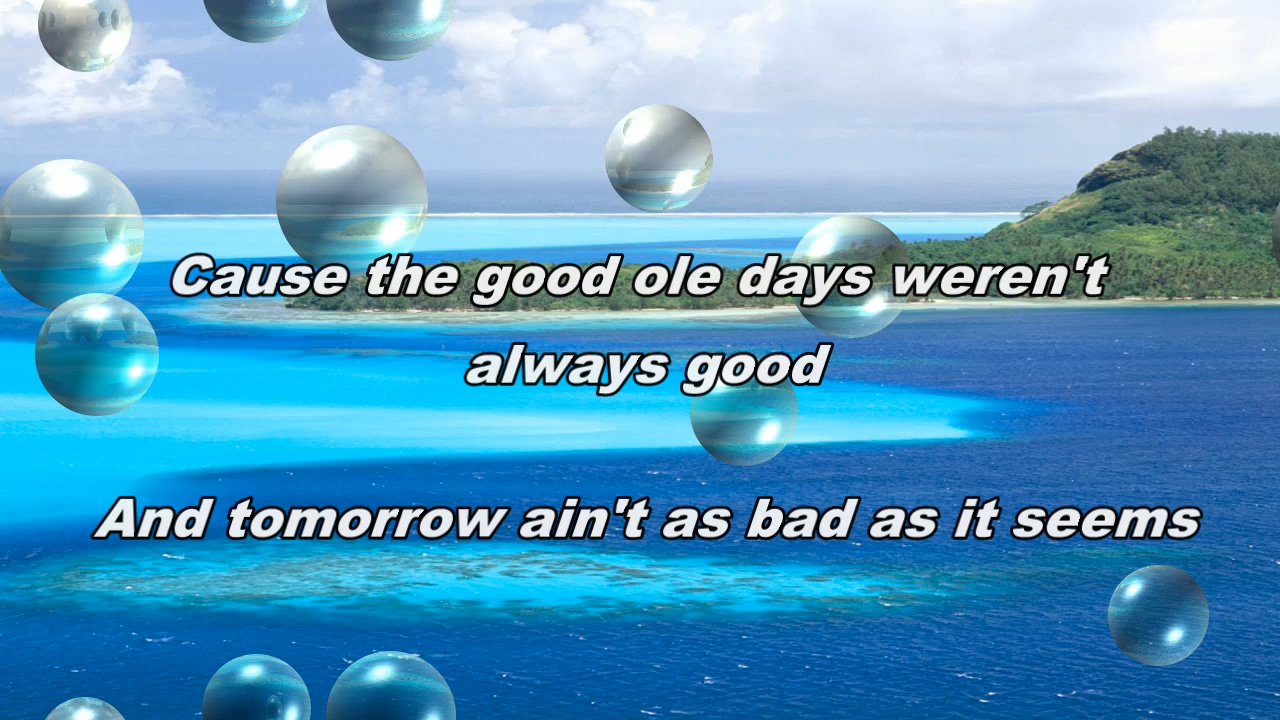 Cause the good ole days weren't
always good
And tomorrow ain't as bad as it seems